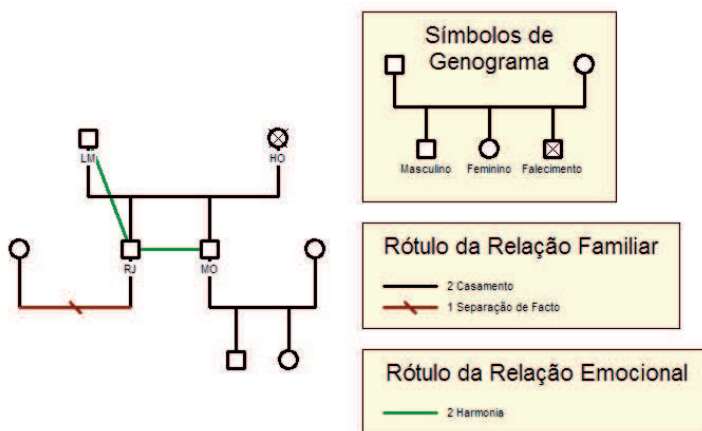 Símbolos de
Genograma
Masculino Feminino Falecimento
LM HO
RJ MO
Rótulo da Relação Familiar
2 Casamento
1 Separação de Facto
Rótulo da Relação Emocional
2 Harmonia